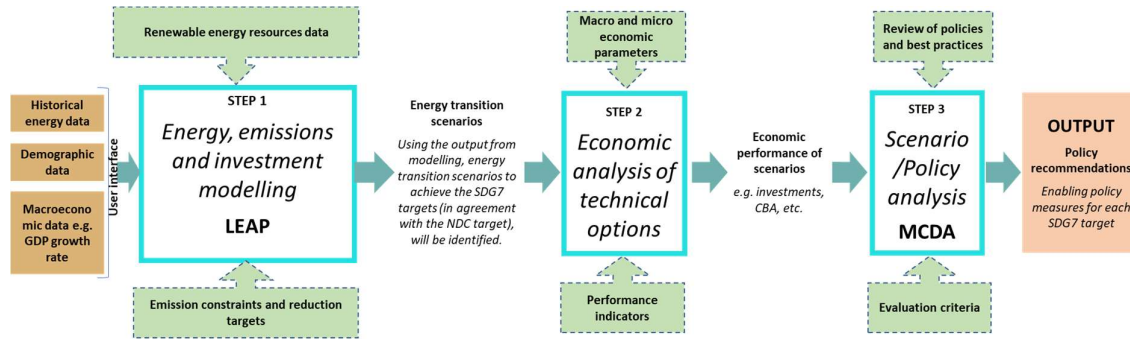 Renewable energy resources data
Macro and micro
economic
parameters
Review of policies
and best practices
Historical
energy data
Demographic
data
Macroecono
mic data e.g.
GDP growth
rate
User interface
STEP 1
Energy, emissions
and investment
modelling
LEAP
Emission constraints and reduction
targets
Energy transition
scenarios
Using the output from
modelling, energy
transition scenarios to
achieve the SDG7
targets (in agreement
with the NDC target),
will be identified.
STEP 2
Economic
analysis of
technical
options
Performance
indicators
Economic
performance of
scenarios
e.g. investments,
CBA, etc.
STEP 3
Scenario
/Policy
analysis
MCDA
Evaluation criteria
OUTPUT
Policy
recommendations
Enabling policy
measures for each
SDG7 target